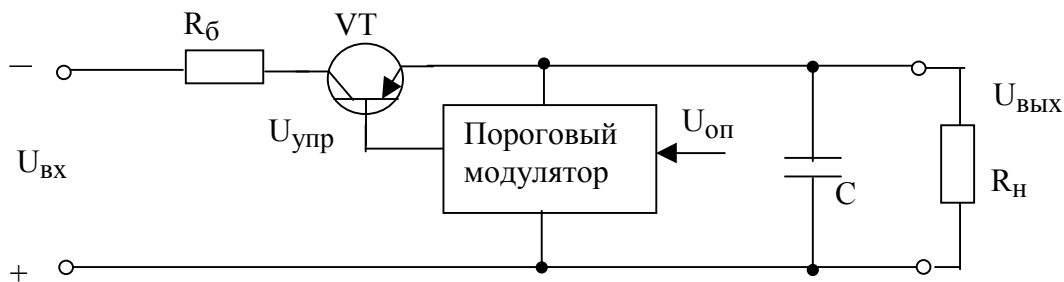 Rб
VT
–
Uвых
Uупр
Пороговый
модулятор
Uоп
Uвх
C
Rн
+